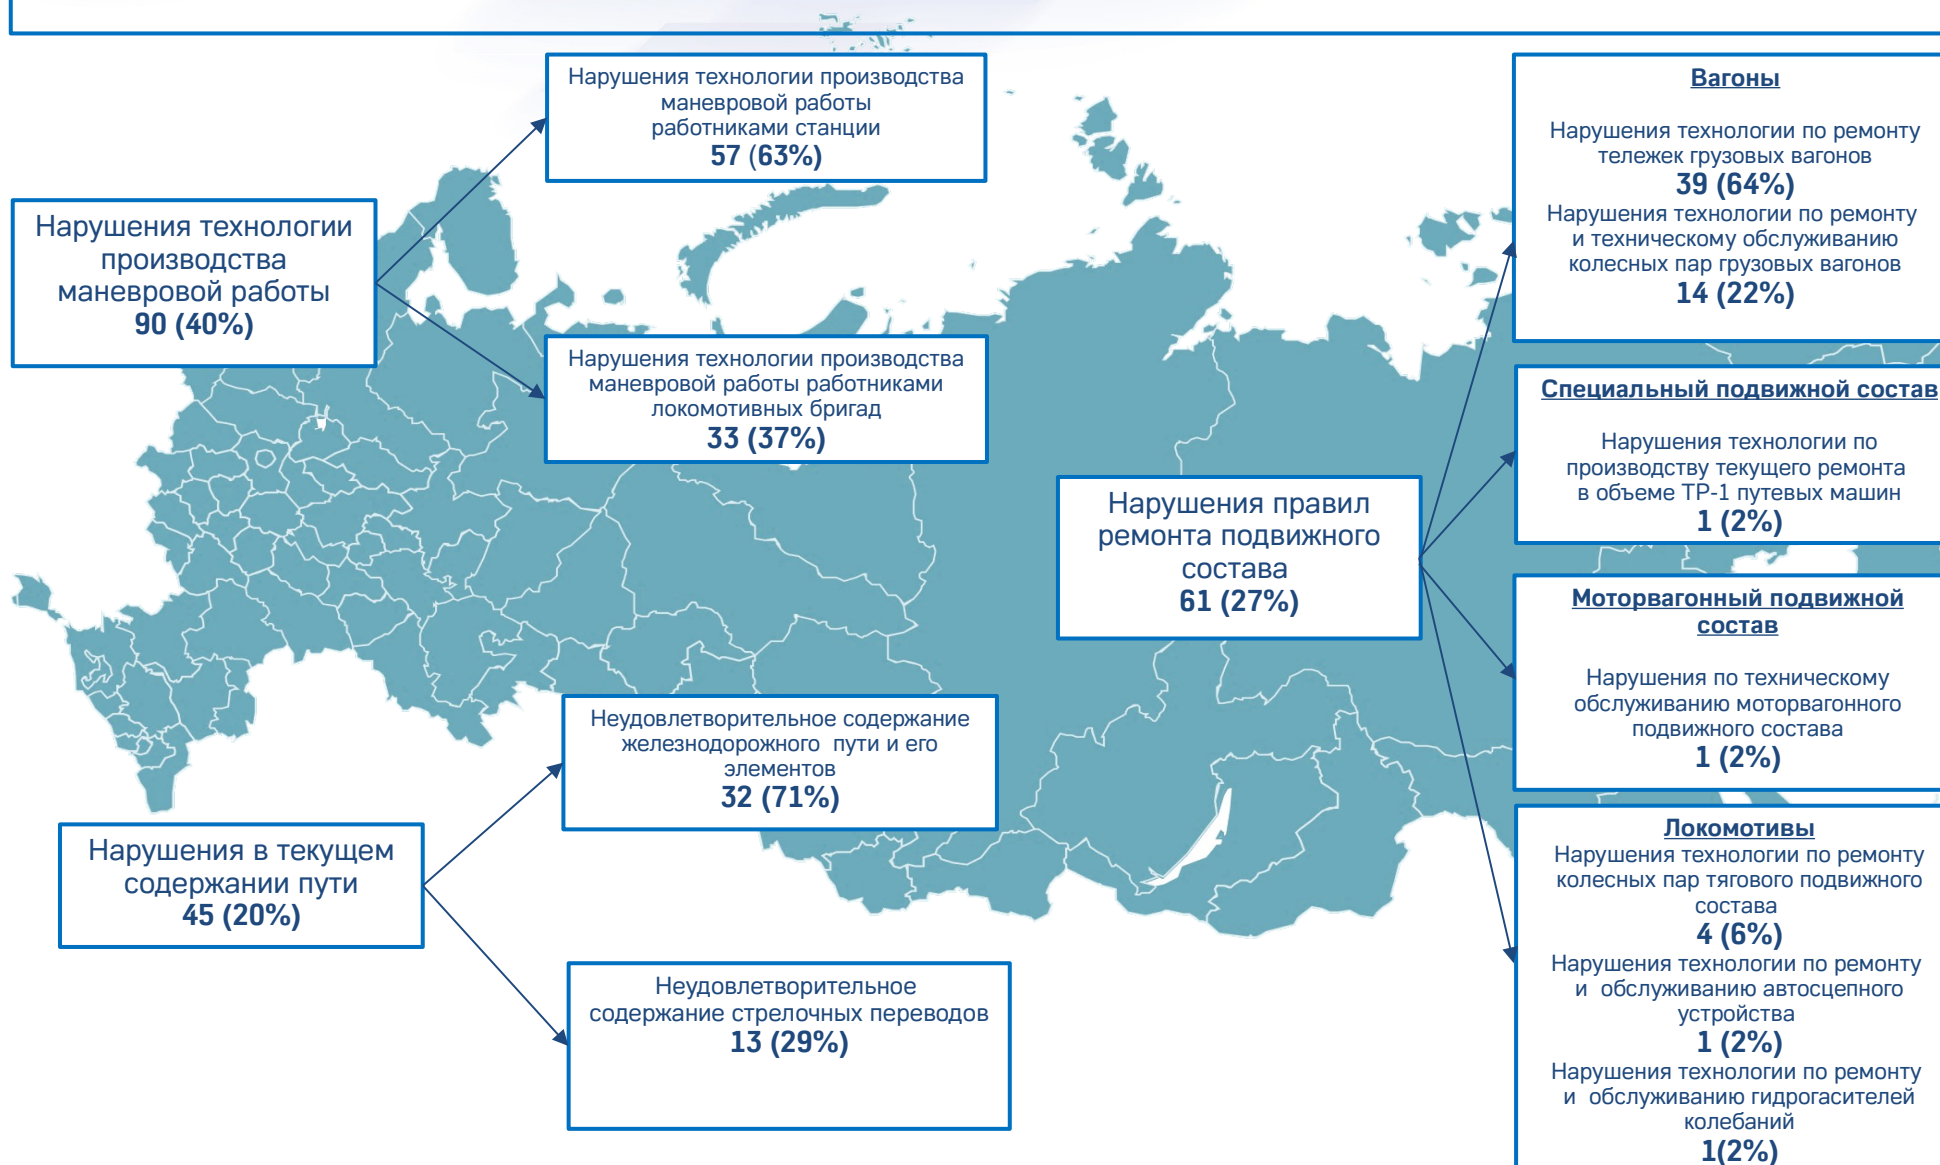 Нарушения технологии
производства
маневровой работы
90 (40%)
Нарушения технологии производства
маневровой работы
работниками станции
57 (63%)
Нарушения технологии производства
маневровой работы работниками
локомотивных бригад
33 (37%)
Нарушения в текущем
содержании пути
45 (20%)
Неудовлетворительное содержание
железнодорожного пути и его
элементов
32 (71%)
Неудовлетворительное
содержание стрелочных переводов
13 (29%)
Нарушения правил
ремонта подвижного
состава
61 (27%)
Вагоны
Нарушения технологии по ремонту
тележек грузовых вагонов
39 (64%)
Нарушения технологии по ремонту
и техническому обслуживанию
колесных пар грузовых вагонов
14 (22%)
Специальный подвижной состав
Нарушения технологии по
производству текущего ремонта
в объеме ТР-1 путевых машин
1 (2%)
Моторвагонный подвижной
состав
Нарушения по техническому
обслуживанию моторвагонного
подвижного состава
1 (2%)
Локомотивы
Нарушения технологии по ремонту
колесных пар тягового подвижного
состава
4 (6%)
Нарушения технологии по ремонту
и обслуживанию автосцепного
устройства
1 (2%)
Нарушения технологии по ремонту
и обслуживанию гидрогасителей
колебаний
1(2%)